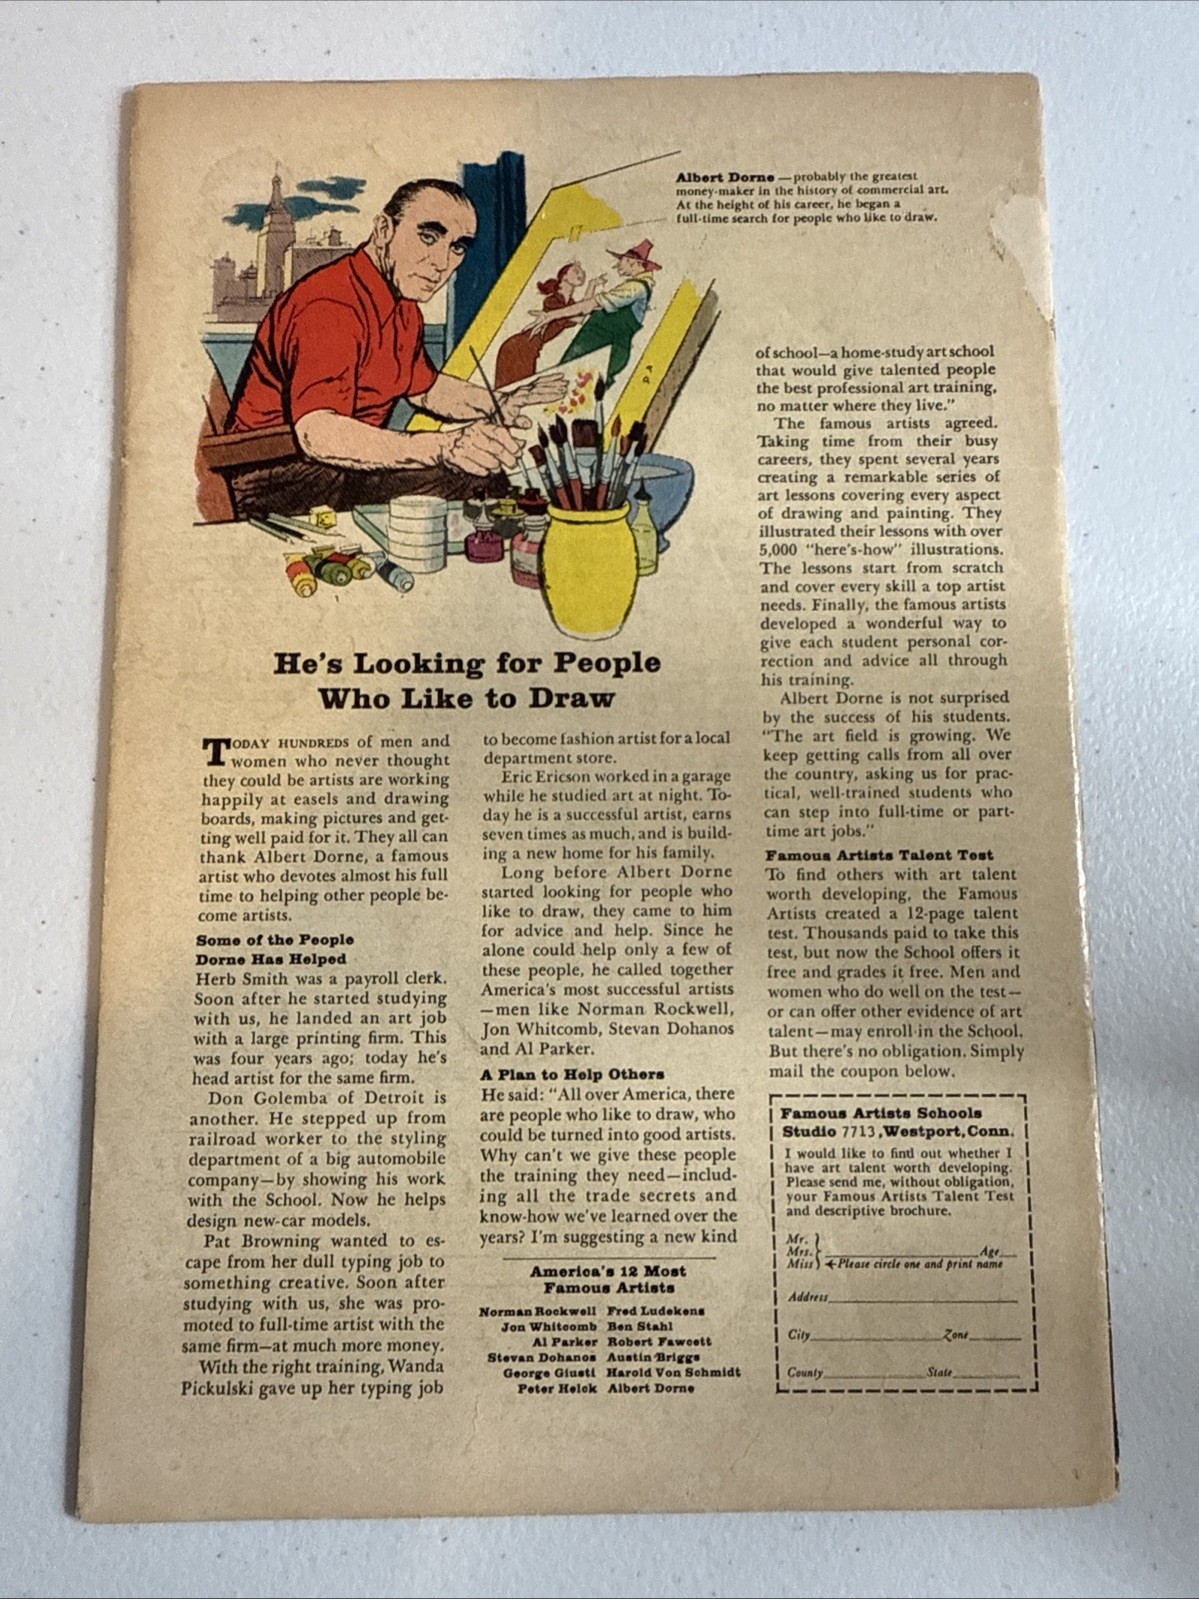 Albert Dorne — probably the greatest
money-maker in the history of commercial art.
At the height of his career, he began a
full-time search for people who like to draw.
He's Looking for People
Who Like to Draw
TODAY HUNDREDS of men and
women who never thought
they could be artists are working
happily at easels and drawing
boards, making pictures and get-
ting well paid for it. They all can
thank Albert Dorne, a famous
artist who devotes almost his full
time to helping other people be-
come artists.
Some of the People
Dorne Has Helped
Herb Smith was a payroll clerk.
Soon after he started studying
with us, he landed an art job
with a large printing firm. This
was four years ago; today he's
head artist for the same firm.
Don Golemba of Detroit is
another. He stepped up from
railroad worker to the styling
department of a big automobile
company—by showing his work
with the School. Now he helps
design new-car models.
Pat Browning wanted to es-
cape from her dull typing job to
something creative. Soon after
studying with us, she was pro-
moted to full-time artist with the
same firm—at much more money.
With the right training, Wanda
Pickulski gave up her typing job
to become fashion artist for a local
department store.
Eric Ericson worked in a garage
while he studied art at night. To-
day he is a successful artist, earns
seven times as much, and is build-
ing a new home for his family.
Long before Albert Dorne
started looking for people who
like to draw, they came to him
for advice and help. Since he
alone could help only a few of
these people, he called together
America's most successful artists
—men like Norman Rockwell,
Jon Whitcomb, Stevan Dohanos
and Al Parker.
A Plan to Help Others
He said: "All over America, there
are people who like to draw, who
could be turned into good artists.
Why can't we give these people
the training they need—includ-
ing all the trade secrets and
know-how we've learned over the
years? I'm suggesting a new kind
America's 12 Most
Famous Artists
Norman Rockwell Fred Ludekens
Jon Whitcomb Ben Stahl
Al Parker Robert Fawcett
Stevan Dohanos Austin Briggs
George Giusti Harold Von Schmidt
Peter Helck Albert Dorne
of school—a home-study art school
that would give talented people
the best professional art training,
no matter where they live."
The famous artists agreed.
Taking time from their busy
careers, they spent several years
creating a remarkable series of
art lessons covering every aspect
of drawing and painting. They
illustrated their lessons with over
5,000 "here's-how" illustrations.
The lessons start from scratch
and cover every skill a top artist
needs. Finally, the famous artists
developed a wonderful way to
give each student personal cor-
rection and advice all through
his training.
Albert Dorne is not surprised
by the success of his students.
"The art field is growing. We
keep getting calls from all over
the country, asking us for prac-
tical, well-trained students who
can step into full-time or part-
time art jobs."
Famous Artists Talent Test
To find others with art talent
worth developing, the Famous
Artists created a 12-page talent
test. Thousands paid to take this
test, but now the School offers it
free and grades it free. Men and
women who do well on the test—
or can offer other evidence of art
talent—may enroll in the School.
But there's no obligation. Simply
mail the coupon below.
Famous Artists Schools
Studio 7713, Westport, Conn.
I would like to find out whether I
have art talent worth developing.
Please send me, without obligation,
your Famous Artists Talent Test
and descriptive brochure.
Mr.
Mrs. Age
Miss ←Please circle one and print name
Address
City Zone
County State